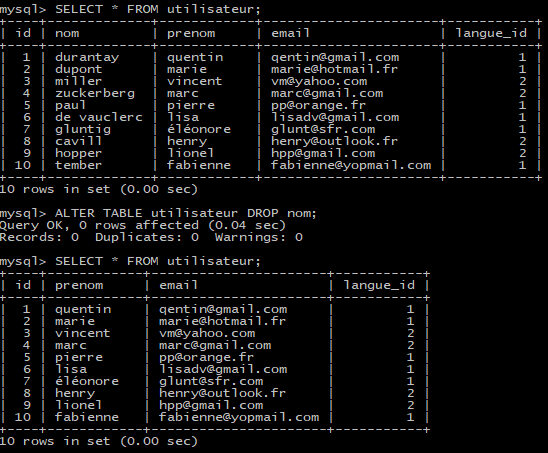 mysql> SELECT * FROM utilisateur;
+----+-------------+----------+-----------------------+-----------+
| id | nom         | prenom   | email                 | langue_id |
+----+-------------+----------+-----------------------+-----------+
|  1 | durantay    | quentin  | qentin@gmail.com      |         1 |
|  2 | dupont      | marie    | marie@hotmail.fr      |         1 |
|  3 | miller      | vincent  | vm@yahoo.com          |         2 |
|  4 | zuckerberg  | marc     | marc@gmail.com        |         2 |
|  5 | paul        | pierre   | pp@orange.fr          |         1 |
|  6 | de vauclerc | lisa     | lisadv@gmail.com      |         1 |
|  7 | gluntig     | éléonore | glunt@sfr.com         |         1 |
|  8 | cavill      | henry    | henry@outlook.fr      |         2 |
|  9 | hopper      | lionel   | hpp@gmail.com         |         2 |
| 10 | tember      | fabienne | fabienne@yopmail.com  |         1 |
+----+-------------+----------+-----------------------+-----------+
10 rows in set (0.00 sec)
mysql> ALTER TABLE utilisateur DROP nom;
Query OK, 0 rows affected (0.04 sec)
Records: 0  Duplicates: 0  Warnings: 0
mysql> SELECT * FROM utilisateur;
+----+----------+-----------------------+-----------+
| id | prenom   | email                 | langue_id |
+----+----------+-----------------------+-----------+
|  1 | quentin  | qentin@gmail.com      |         1 |
|  2 | marie    | marie@hotmail.fr      |         1 |
|  3 | vincent  | vm@yahoo.com          |         2 |
|  4 | marc     | marc@gmail.com        |         2 |
|  5 | pierre   | pp@orange.fr          |         1 |
|  6 | lisa     | lisadv@gmail.com      |         1 |
|  7 | éléonore | glunt@sfr.com         |         1 |
|  8 | henry    | henry@outlook.fr      |         2 |
|  9 | lionel   | hpp@gmail.com         |         2 |
| 10 | fabienne | fabienne@yopmail.com  |         1 |
+----+----------+-----------------------+-----------+
10 rows in set (0.00 sec)